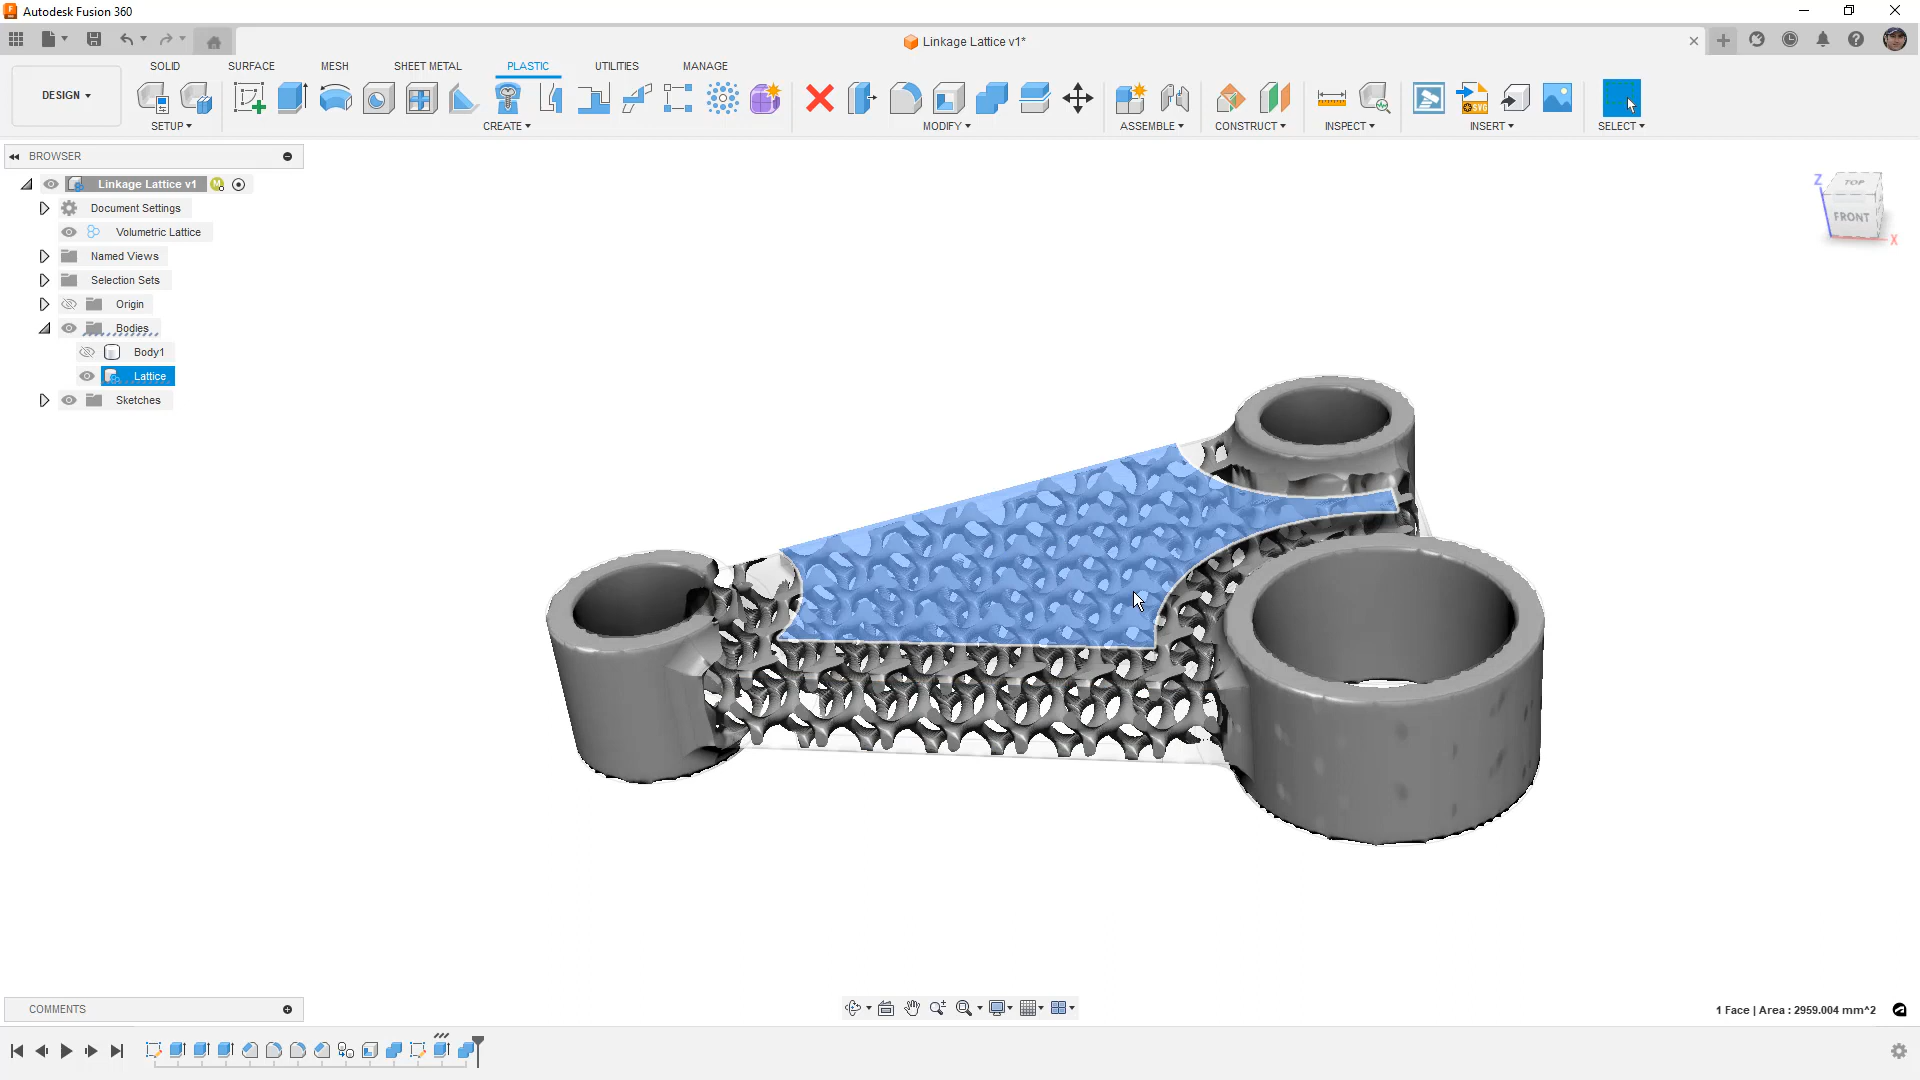 Autodesk Fusion 360
Linkage Lattice v1*
SOLID SURFACE MESH SHEET METAL PLASTIC UTILITIES MANAGE
DESIGN
SETUP CREATE MODIFY ASSEMBLE CONSTRUCT INSPECT INSERT SELECT
SVG
BROWSER
Linkage Lattice v1
M
Document Settings
Volumetric Lattice
Named Views
Selection Sets
Origin
Bodies
Body1
Lattice
Sketches
Z
TOP
FRONT
X
COMMENTS
1 Face | Area : 2959.004 mm^2